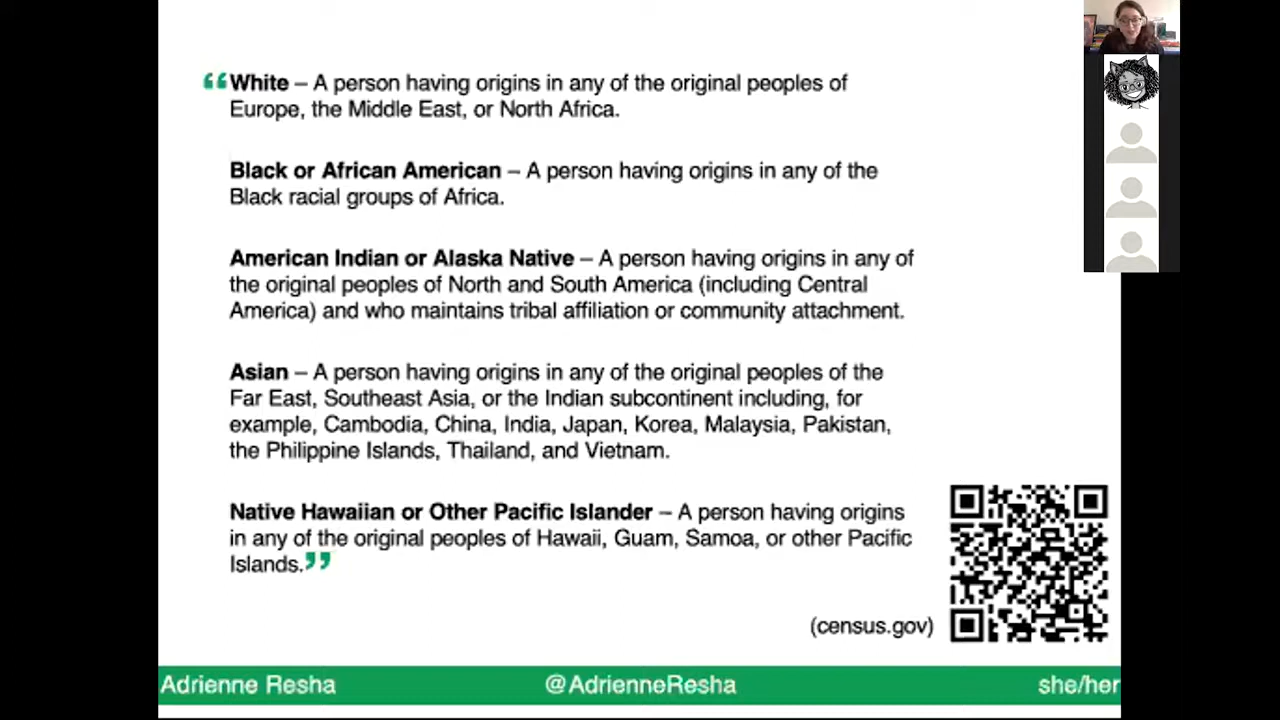 “White – A person having origins in any of the original peoples of
Europe, the Middle East, or North Africa.
Black or African American – A person having origins in any of the
Black racial groups of Africa.
American Indian or Alaska Native – A person having origins in any of
the original peoples of North and South America (including Central
America) and who maintains tribal affiliation or community attachment.
Asian – A person having origins in any of the original peoples of the
Far East, Southeast Asia, or the Indian subcontinent including, for
example, Cambodia, China, India, Japan, Korea, Malaysia, Pakistan,
the Philippine Islands, Thailand, and Vietnam.
Native Hawaiian or Other Pacific Islander – A person having origins
in any of the original peoples of Hawaii, Guam, Samoa, or other Pacific
Islands.”
(census.gov)
Adrienne Resha @AdrienneResha she/her